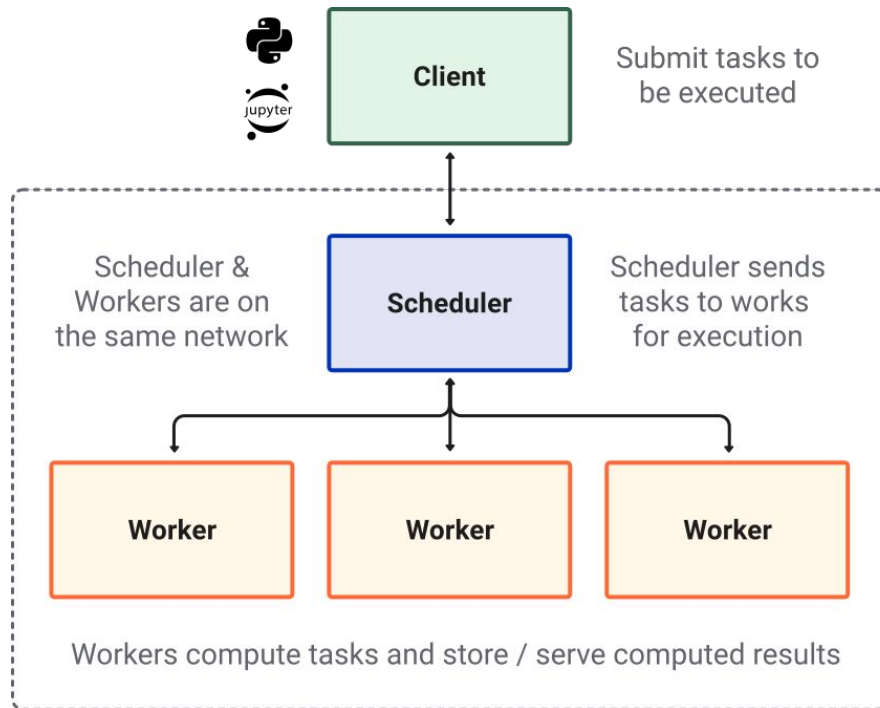 Client
Submit tasks to
be executed
jupyter
Scheduler &
Workers are on
the same network
Scheduler
Scheduler sends
tasks to works
for execution
Worker
Worker
Worker
Workers compute tasks and store / serve computed results